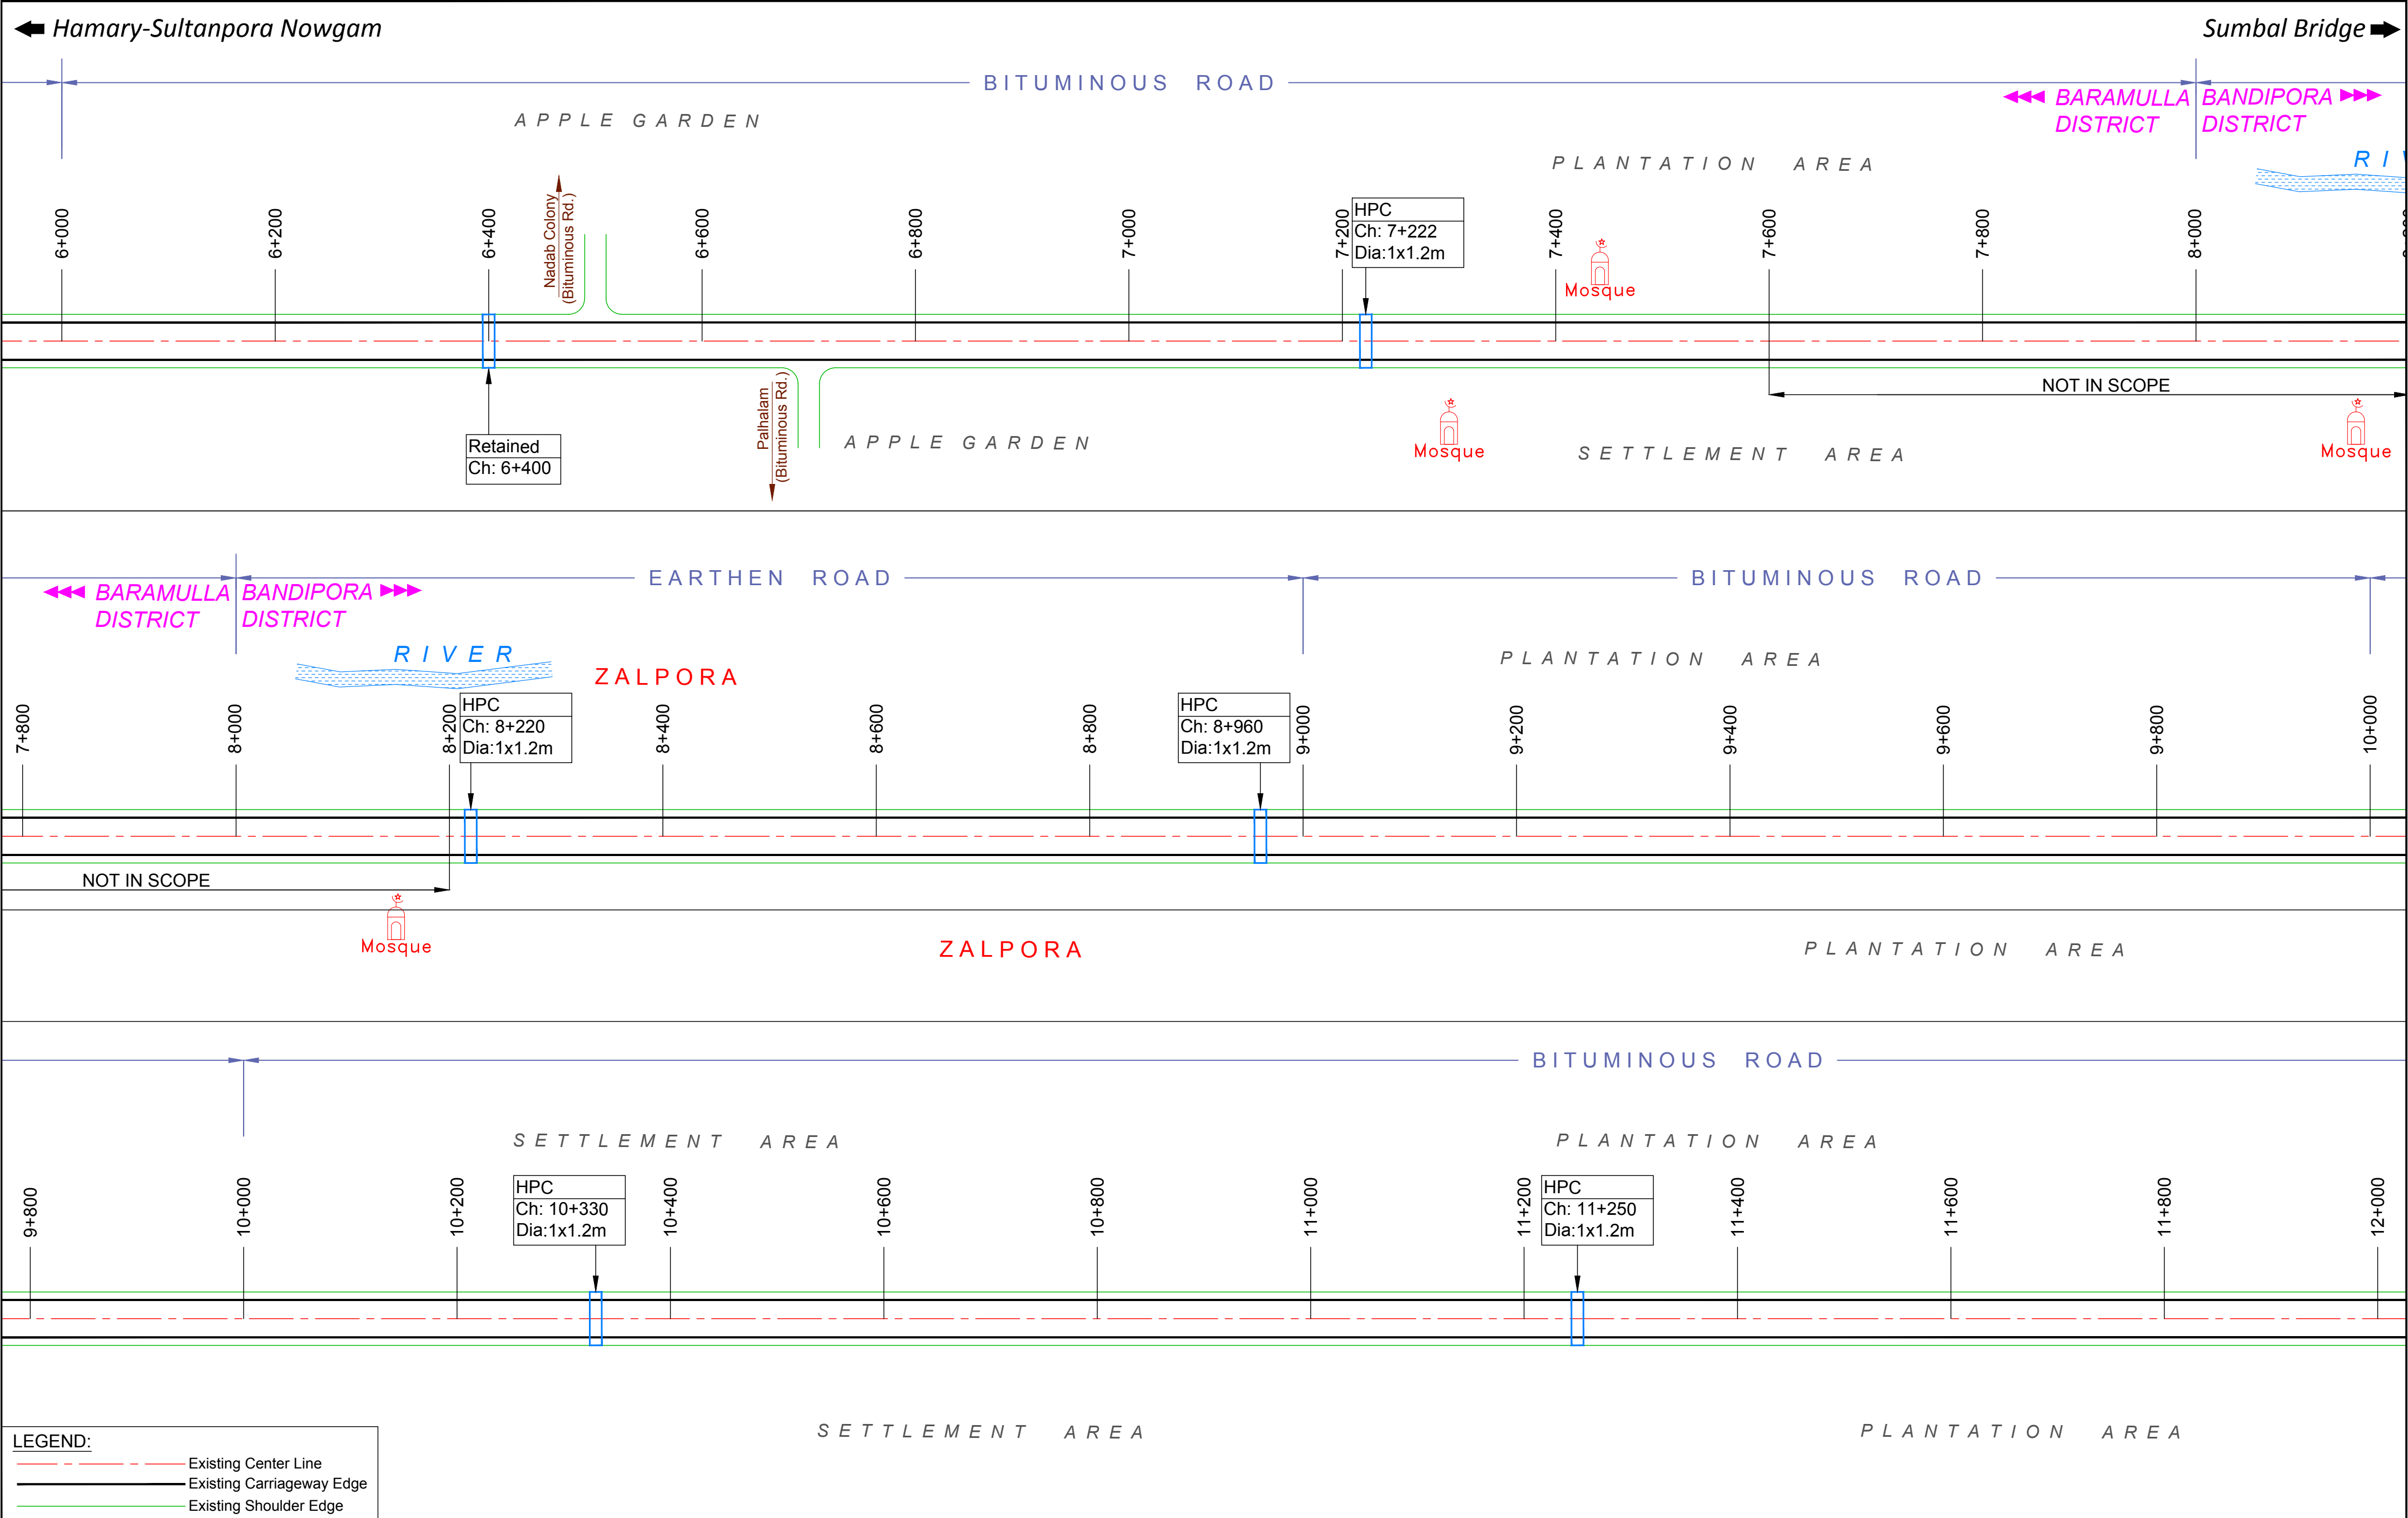 Hamary-Sultanpora Nowgam
Sumbal Bridge
BITUMINOUS ROAD
BARAMULLA DISTRICT
BANDIPORA DISTRICT
APPLE GARDEN
PLANTATION AREA
RIV
Nadab Colony
(Bituminous Rd.)
6+000
6+200
6+400
6+600
6+800
7+000
7+200
HPC
Ch: 7+222
Dia:1x1.2m
7+400
Mosque
7+600
7+800
8+000
NOT IN SCOPE
Retained
Ch: 6+400
Palhalam
(Bituminous Rd.)
APPLE GARDEN
Mosque
SETTLEMENT AREA
Mosque
EARTHEN ROAD
BITUMINOUS ROAD
BARAMULLA DISTRICT
BANDIPORA DISTRICT
RIVER
ZALPORA
PLANTATION AREA
7+800
8+000
8+200
HPC
Ch: 8+220
Dia:1x1.2m
8+400
8+600
8+800
HPC
Ch: 8+960
Dia:1x1.2m
9+000
9+200
9+400
9+600
9+800
10+000
NOT IN SCOPE
Mosque
ZALPORA
PLANTATION AREA
BITUMINOUS ROAD
SETTLEMENT AREA
PLANTATION AREA
9+800
10+000
10+200
HPC
Ch: 10+330
Dia:1x1.2m
10+400
10+600
10+800
11+000
11+200
HPC
Ch: 11+250
Dia:1x1.2m
11+400
11+600
11+800
12+000
SETTLEMENT AREA
PLANTATION AREA
LEGEND:
Existing Center Line
Existing Carriageway Edge
Existing Shoulder Edge